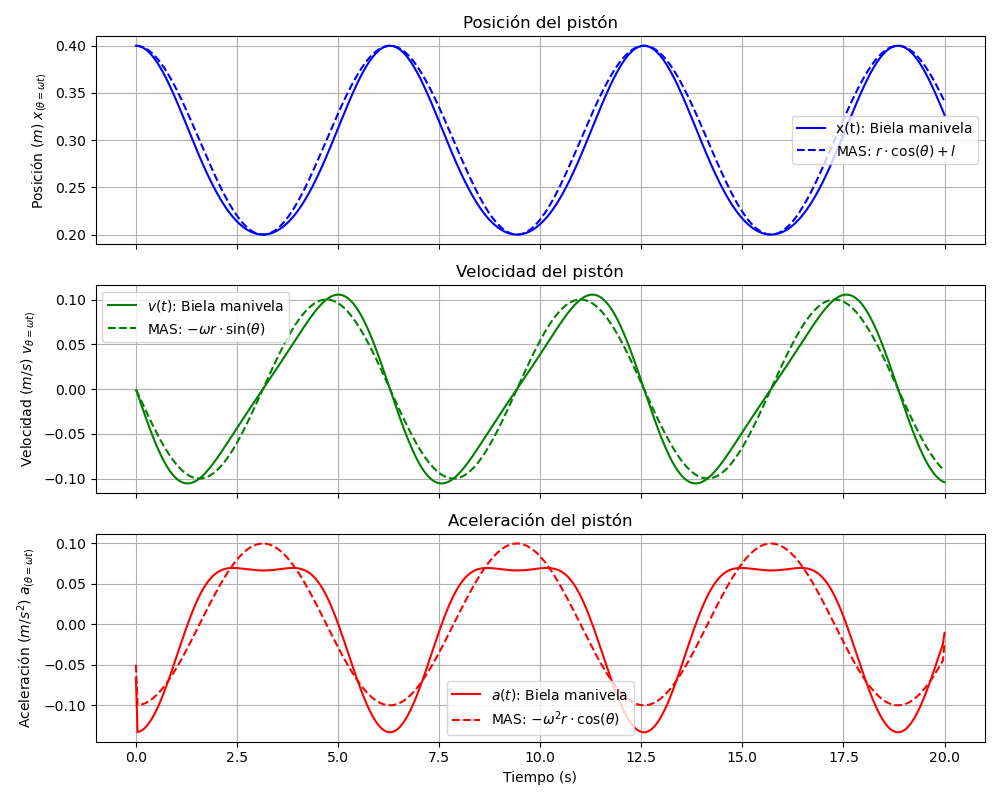 Posición del pistón
Posición (m) x(θ = ωt)
0.40
0.35
0.30
0.25
0.20
x(t): Biela manivela
MAS: r · cos(θ) + l
Velocidad del pistón
Velocidad (m/s) vθ = ωt)
0.10
0.05
0.00
−0.05
−0.10
v(t): Biela manivela
MAS: −ωr · sin(θ)
Aceleración del pistón
Aceleración (m/s²) a(θ = ωt)
0.10
0.05
0.00
−0.05
−0.10
a(t): Biela manivela
MAS: −ω²r · cos(θ)
0.0 2.5 5.0 7.5 10.0 12.5 15.0 17.5 20.0
Tiempo (s)